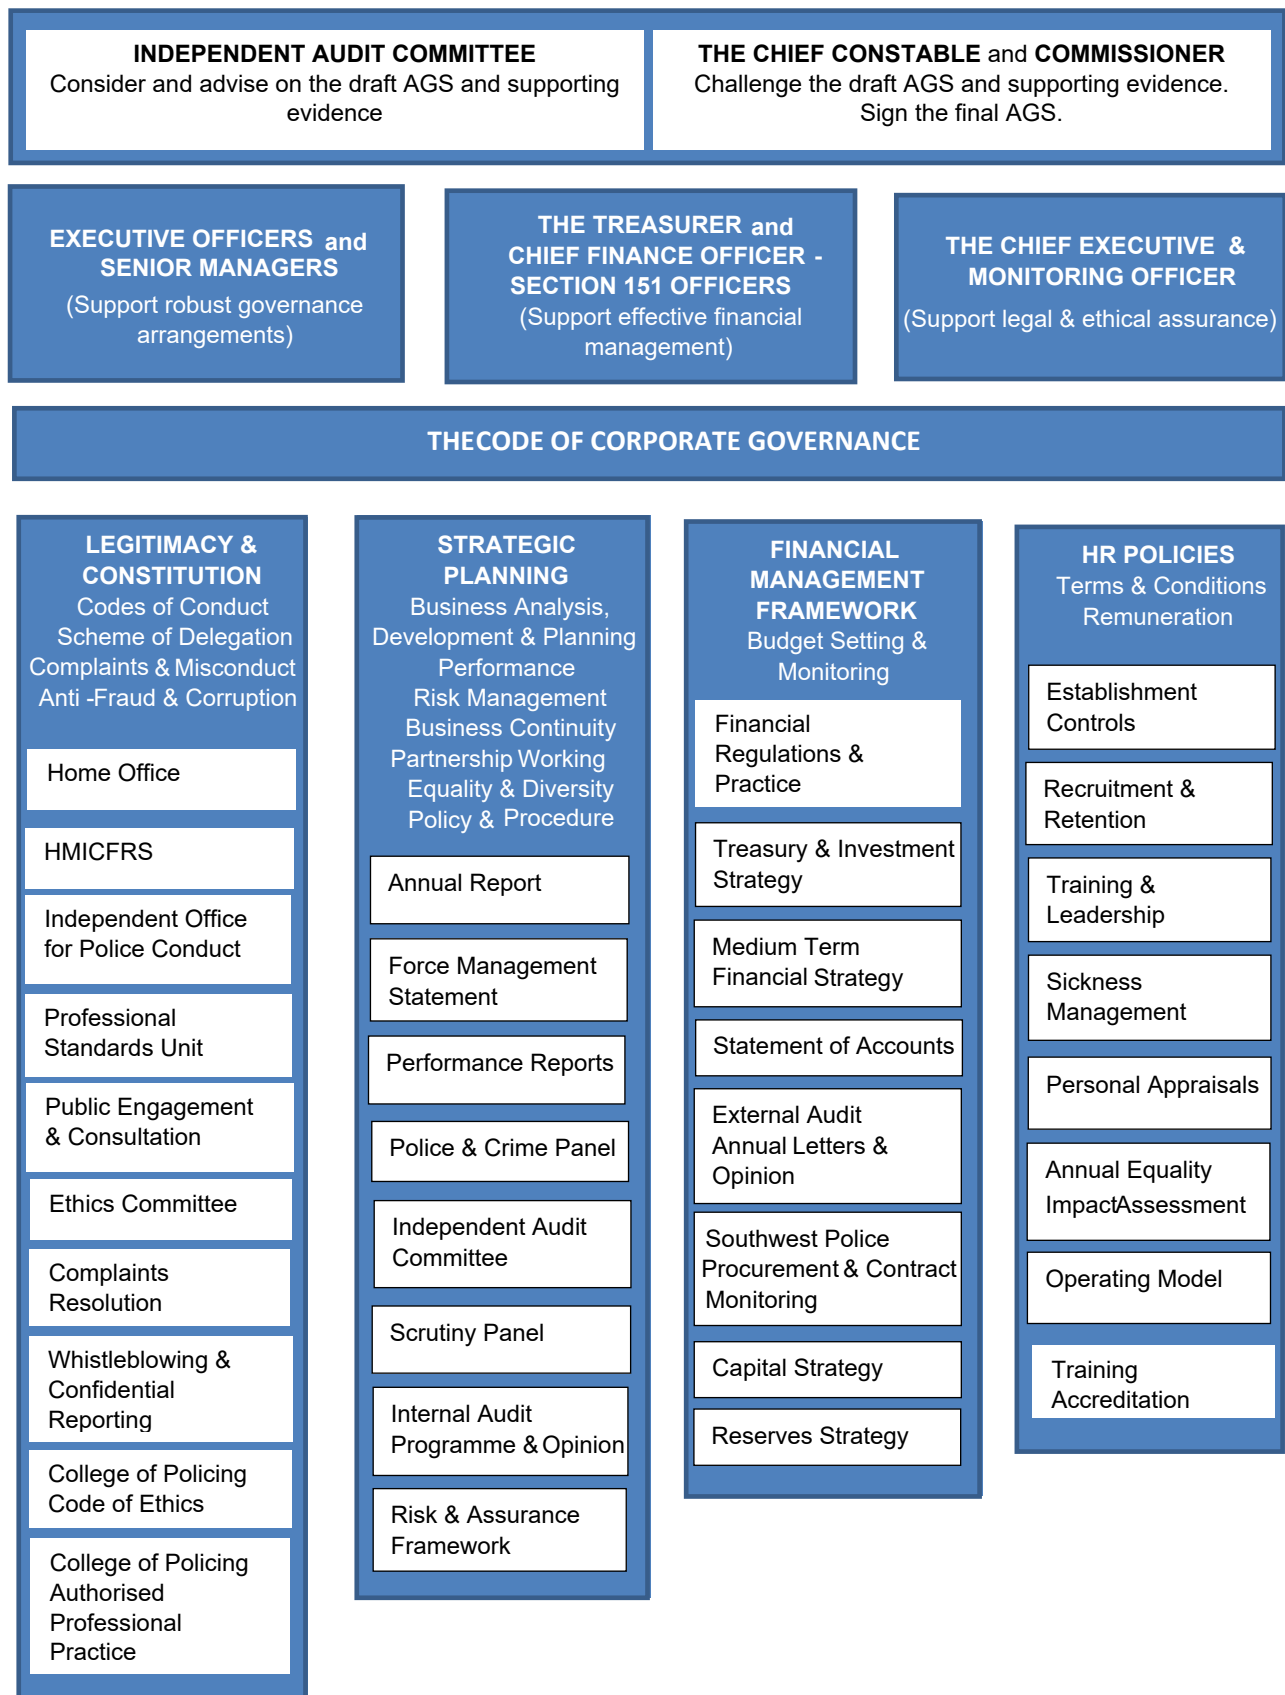 INDEPENDENT AUDIT COMMITTEE
Consider and advise on the draft AGS and supporting
evidence
THE CHIEF CONSTABLE and COMMISSIONER
Challenge the draft AGS and supporting evidence.
Sign the final AGS.
EXECUTIVE OFFICERS and
SENIOR MANAGERS
(Support robust governance
arrangements)
THE TREASURER and
CHIEF FINANCE OFFICER -
SECTION 151 OFFICERS
(Support effective financial
management)
THE CHIEF EXECUTIVE &
MONITORING OFFICER
(Support legal & ethical assurance)
THECODE OF CORPORATE GOVERNANCE
LEGITIMACY &
CONSTITUTION
Codes of Conduct
Scheme of Delegation
Complaints & Misconduct
Anti -Fraud & Corruption
Home Office
HMICFRS
Independent Office
for Police Conduct
Professional
Standards Unit
Public Engagement
& Consultation
Ethics Committee
Complaints
Resolution
Whistleblowing &
Confidential
Reporting
College of Policing
Code of Ethics
College of Policing
Authorised
Professional
Practice
STRATEGIC
PLANNING
Business Analysis,
Development & Planning
Performance
Risk Management
Business Continuity
Partnership Working
Equality & Diversity
Policy & Procedure
Annual Report
Force Management
Statement
Performance Reports
Police & Crime Panel
Independent Audit
Committee
Scrutiny Panel
Internal Audit
Programme & Opinion
Risk & Assurance
Framework
FINANCIAL
MANAGEMENT
FRAMEWORK
Budget Setting &
Monitoring
Financial
Regulations &
Practice
Treasury & Investment
Strategy
Medium Term
Financial Strategy
Statement of Accounts
External Audit
Annual Letters &
Opinion
Southwest Police
Procurement & Contract
Monitoring
Capital Strategy
Reserves Strategy
HR POLICIES
Terms & Conditions
Remuneration
Establishment
Controls
Recruitment &
Retention
Training &
Leadership
Sickness
Management
Personal Appraisals
Annual Equality
ImpactAssessment
Operating Model
Training
Accreditation